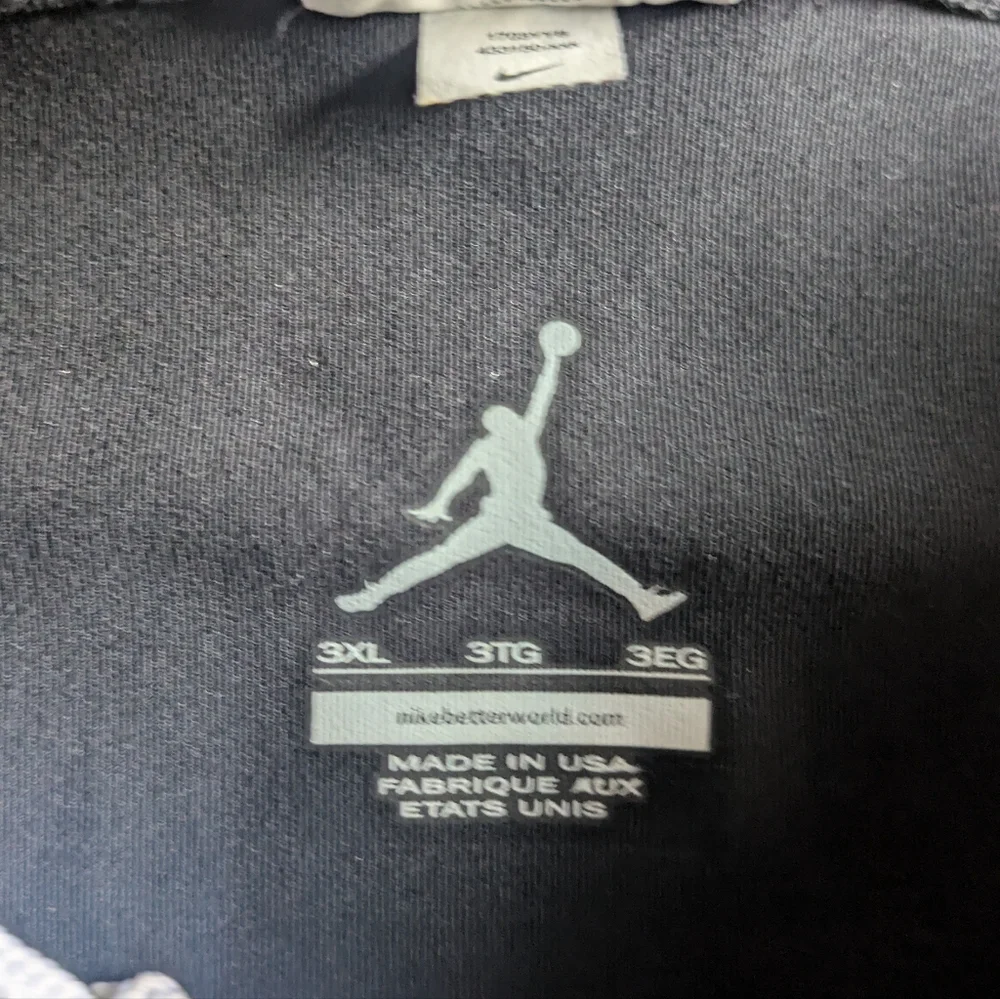 3XL 3TG 3EG
nikebetterworld.com
MADE IN USA
FABRIQUE AUX
ETATS UNIS